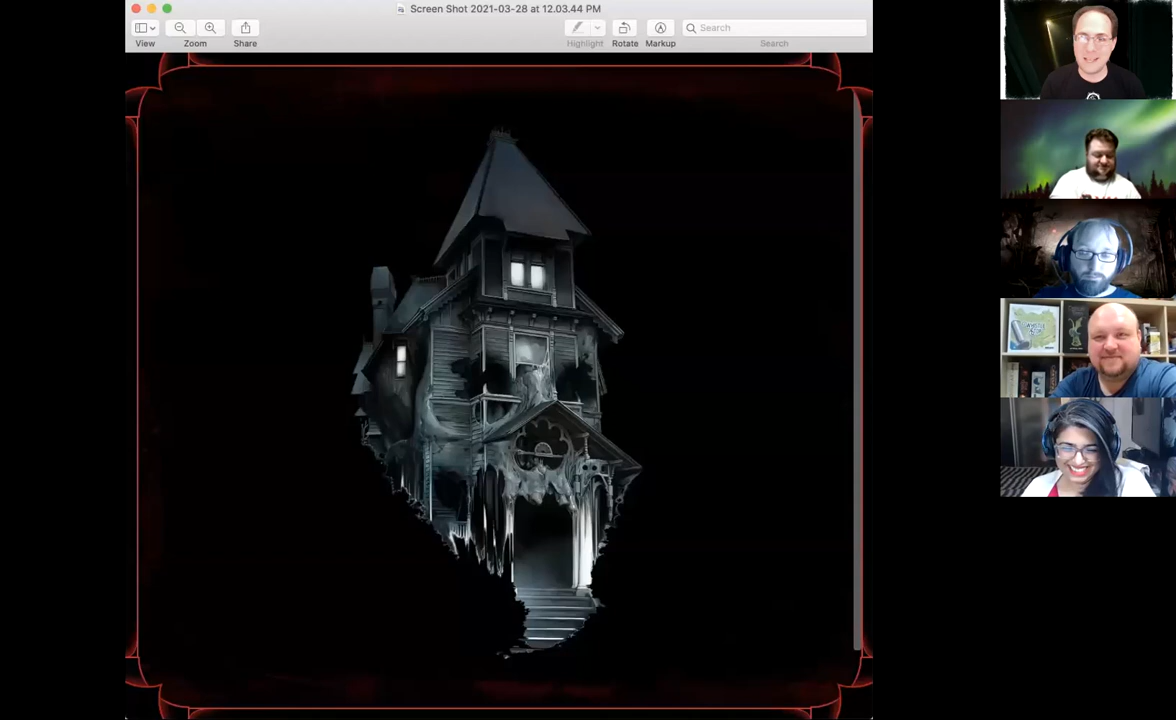 Screen Shot 2021-03-28 at 12.03.44 PM
Search
View
Zoom
Share
Highlight
Rotate
Markup
Search